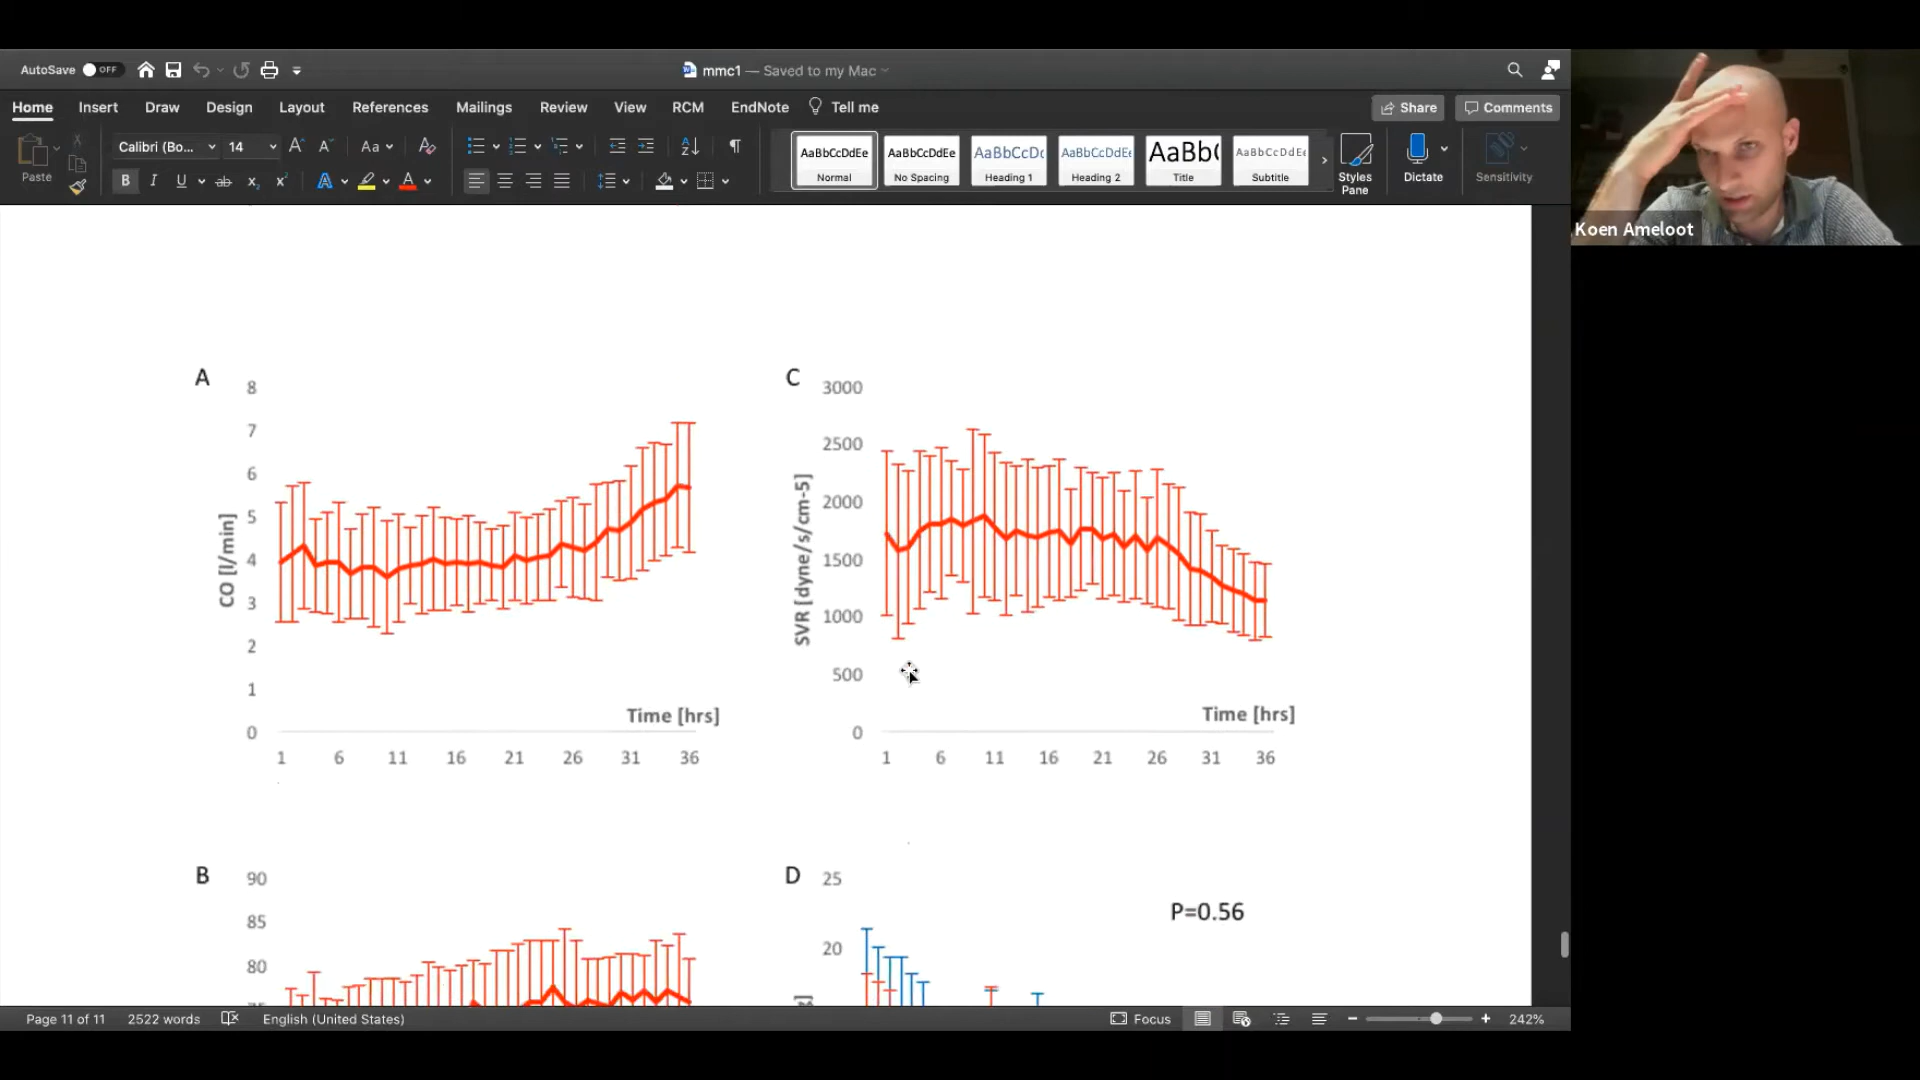 AutoSave OFF mmc1 — Saved to my Mac
Home Insert Draw Design Layout References Mailings Review View RCM EndNote Tell me Share Comments
Paste Calibri (Bo... 14 Aa
AaBbCcDdEe AaBbCcDdEe AaBbCcDc AaBbCcDdEe AaBb( AaBbCcDdEe
Normal No Spacing Heading 1 Heading 2 Title Subtitle Styles Pane Dictate Sensitivity
Koen Ameloot
A
8
7
6
5
4
3
2
1
0
CO [l/min]
Time [hrs]
1 6 11 16 21 26 31 36
C
3000
2500
2000
1500
1000
500
0
SVR [dyne/s/cm-5]
Time [hrs]
1 6 11 16 21 26 31 36
B
90
85
80
D
25
20
P=0.56
Page 11 of 11 2522 words English (United States) Focus 242%